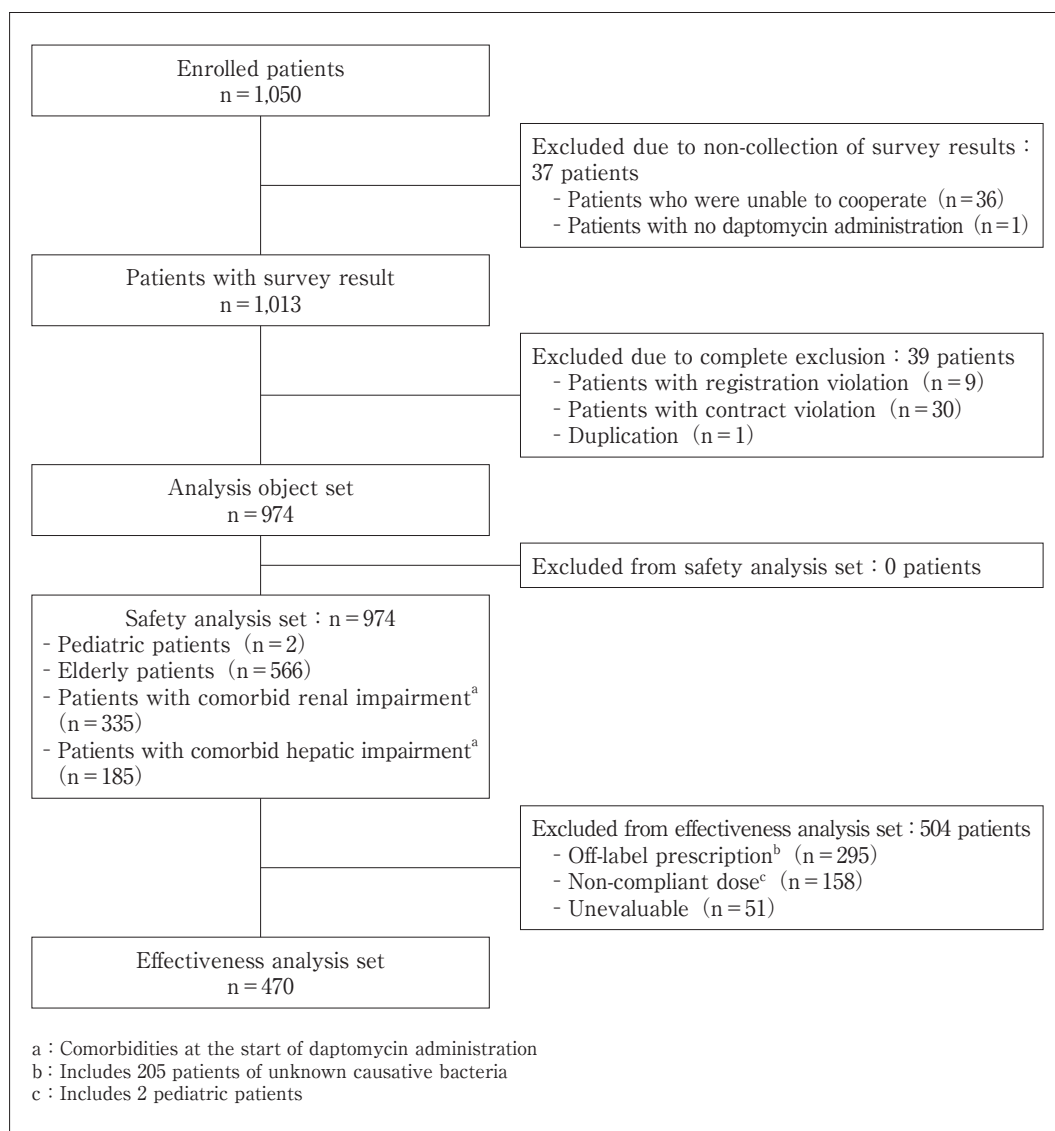 Enrolled patients
n = 1,050
Excluded due to non-collection of survey results：
37 patients
- Patients who were unable to cooperate (n=36)
- Patients with no daptomycin administration (n=1)
Patients with survey result
n = 1,013
Excluded due to complete exclusion：39 patients
- Patients with registration violation (n=9)
- Patients with contract violation (n=30)
- Duplication (n=1)
Analysis object set
n = 974
Excluded from safety analysis set：0 patients
Safety analysis set：n = 974
- Pediatric patients (n=2)
- Elderly patients (n=566)
- Patients with comorbid renal impairment^a
(n=335)
- Patients with comorbid hepatic impairment^a
(n=185)
Excluded from effectiveness analysis set：504 patients
- Off-label prescription^b (n=295)
- Non-compliant dose^c (n=158)
- Unevaluable (n=51)
Effectiveness analysis set
n = 470
a：Comorbidities at the start of daptomycin administration
b：Includes 205 patients of unknown causative bacteria
c：Includes 2 pediatric patients